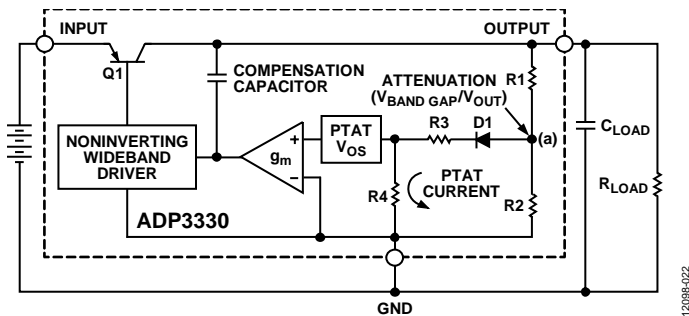 INPUT
OUTPUT
Q1
COMPENSATION
CAPACITOR
ATTENUATION
(VBAND GAP/VOUT)
R1
R3
D1
(a)
NONINVERTING
WIDEBAND
DRIVER
gm
+
−
PTAT
VOS
R4
PTAT
CURRENT
R2
CLOAD
RLOAD
ADP3330
GND
12098-022